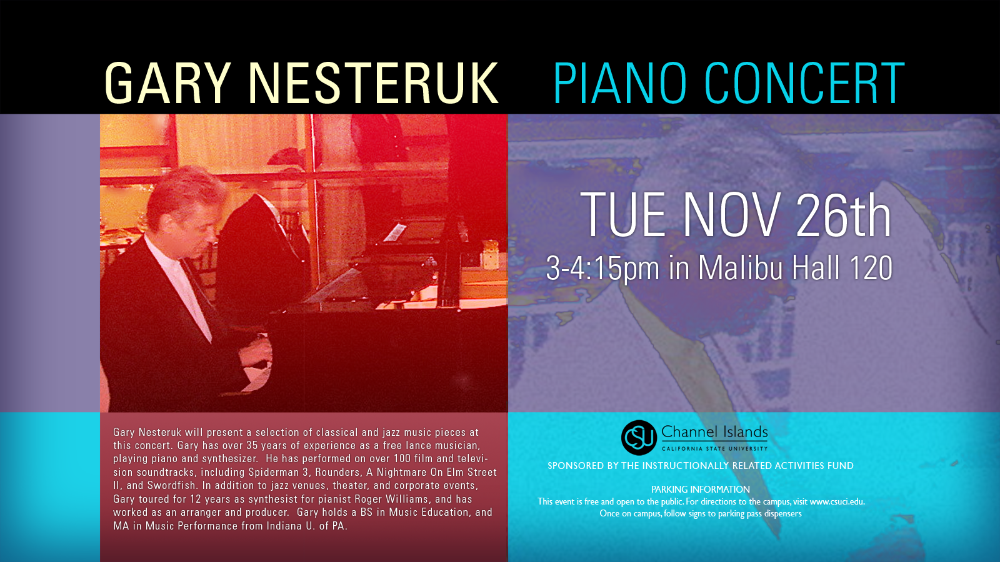 GARY NESTERUK PIANO CONCERT
TUE NOV 26th
3-4:15pm in Malibu Hall 120
Gary Nesteruk will present a selection of classical and jazz music pieces at
this concert. Gary has over 35 years of experience as a free lance musician,
playing piano and synthesizer.  He has performed on over 100 film and televi-
sion soundtracks, including Spiderman 3, Rounders, A Nightmare On Elm Street
II, and Swordfish. In addition to jazz venues, theater, and corporate events,
Gary toured for 12 years as synthesist for pianist Roger Williams, and has
worked as an arranger and producer.  Gary holds a BS in Music Education, and
MA in Music Performance from Indiana U. of PA.
CSU Channel Islands
CALIFORNIA STATE UNIVERSITY
SPONSORED BY THE INSTRUCTIONALLY RELATED ACTIVITIES FUND
PARKING INFORMATION
This event is free and open to the public. For directions to the campus, visit www.csuci.edu.
Once on campus, follow signs to parking pass dispensers